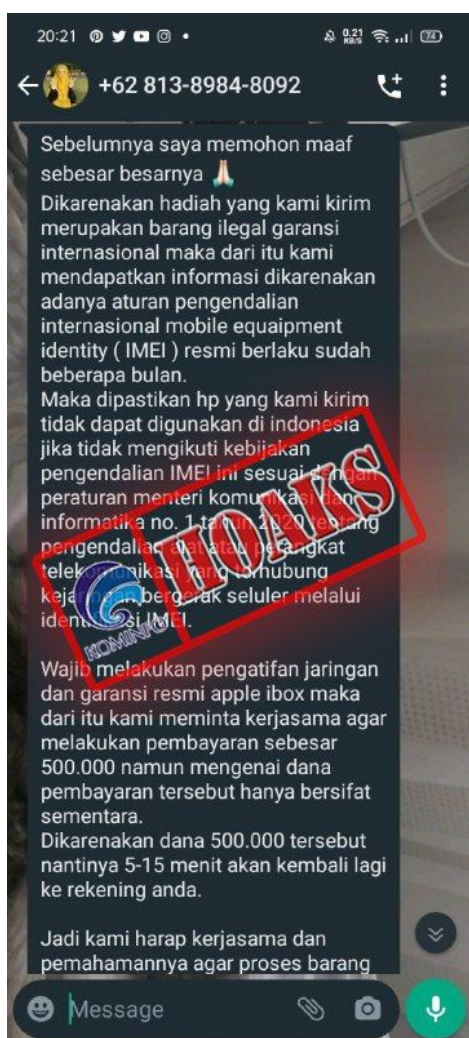 20:21
0.21
KB/S
74
+62 813-8984-8092
Sebelumnya saya memohon maaf
sebesar besarnya 🙏🏻
Dikarenakan hadiah yang kami kirim
merupakan barang ilegal garansi
internasional maka dari itu kami
mendapatkan informasi dikarenakan
adanya aturan pengendalian
internasional mobile equaipment
identity ( IMEI ) resmi berlaku sudah
beberapa bulan.
Maka dipastikan hp yang kami kirim
tidak dapat digunakan di indonesia
jika tidak mengikuti kebijakan
pengendalian IMEI ini sesuai dengan
peraturan menteri komunikasi dan
informatika no. 1 tahun 2020 tentang
pengendalian alat atau perangkat
telekomunikasi yang terhubung
kejaringan bergerak seluler melalui
identifikasi IMEI.
HOAKS
KOMINFO
Wajib melakukan pengatifan jaringan
dan garansi resmi apple ibox maka
dari itu kami meminta kerjasama agar
melakukan pembayaran sebesar
500.000 namun mengenai dana
pembayaran tersebut hanya bersifat
sementara.
Dikarenakan dana 500.000 tersebut
nantinya 5-15 menit akan kembali lagi
ke rekening anda.
Jadi kami harap kerjasama dan
pemahamannya agar proses barang
Message